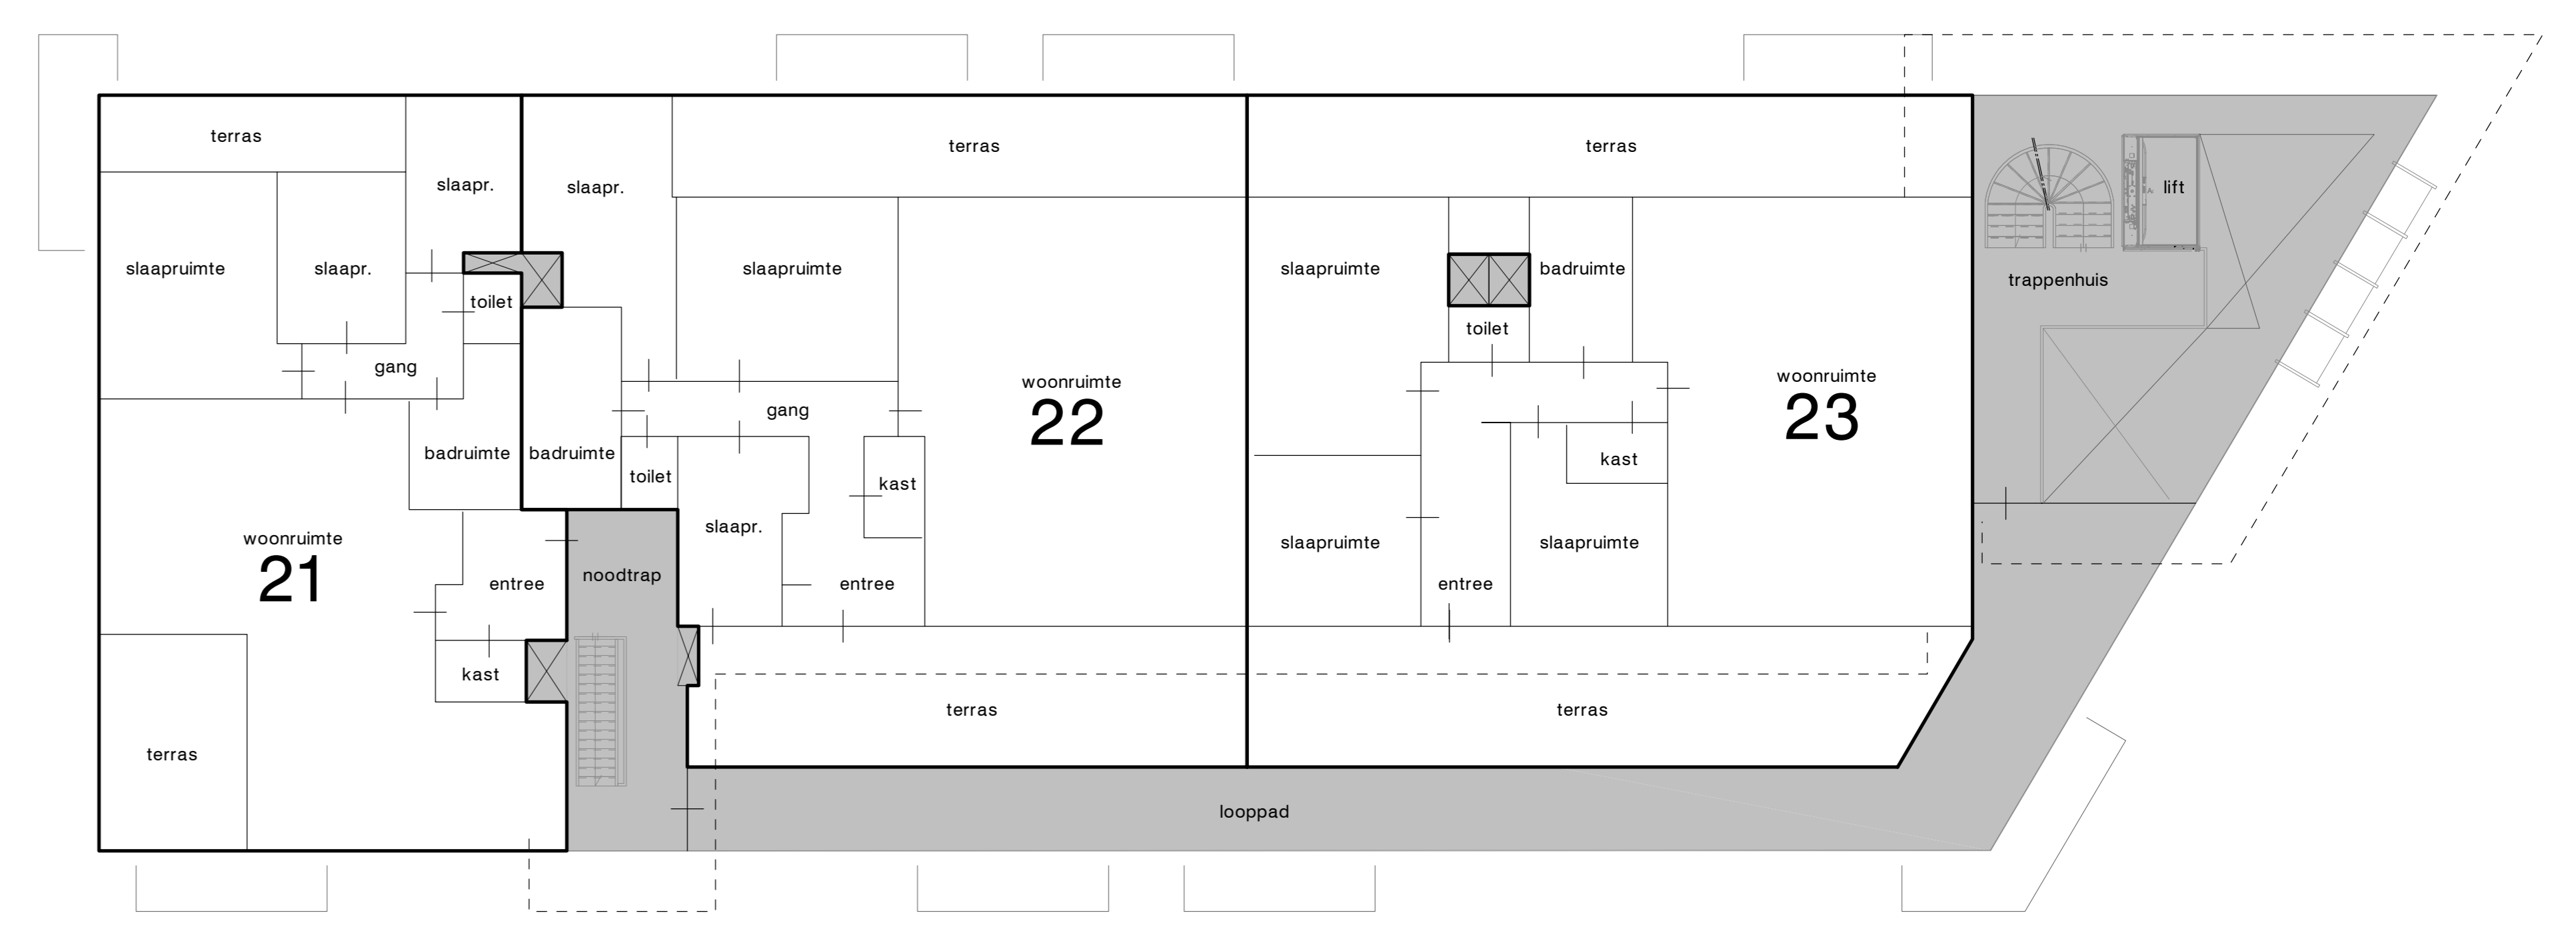 terras
terras
terras
slaapr.
slaapr.
lift
slaapruimte
slaapr.
slaapruimte
slaapruimte
badruimte
trappenhuis
toilet
toilet
gang
woonruimte
22
woonruimte
23
gang
badruimte
badruimte
toilet
kast
kast
slaapr.
woonruimte
21
slaapruimte
slaapruimte
noodtrap
entree
entree
entree
kast
terras
terras
terras
looppad